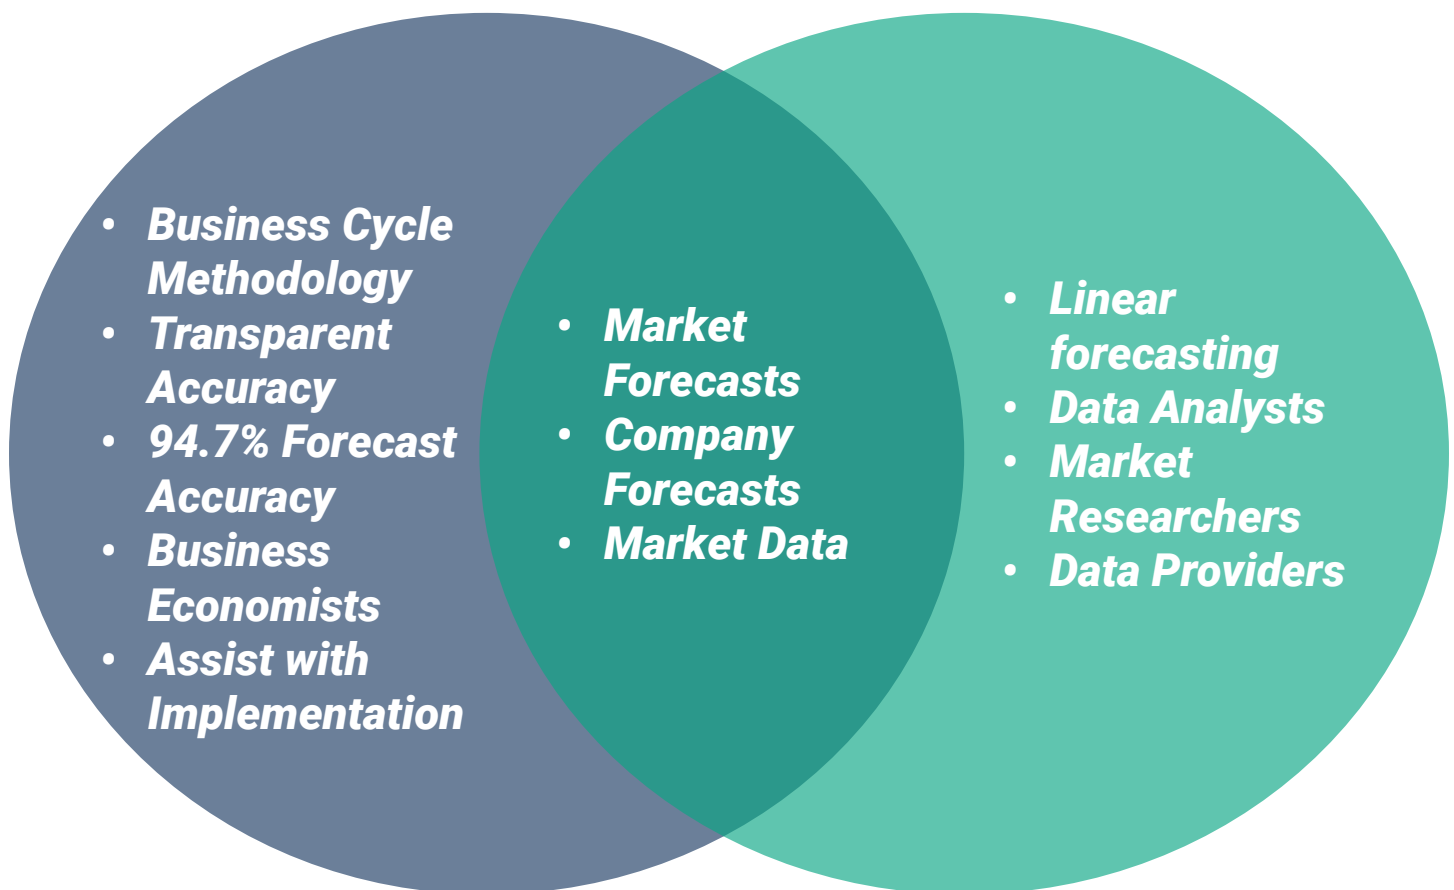 • Business Cycle
Methodology
• Transparent
Accuracy
• 94.7% Forecast
Accuracy
• Business
Economists
• Assist with
Implementation
• Market
Forecasts
• Company
Forecasts
• Market Data
• Linear
forecasting
• Data Analysts
• Market
Researchers
• Data Providers